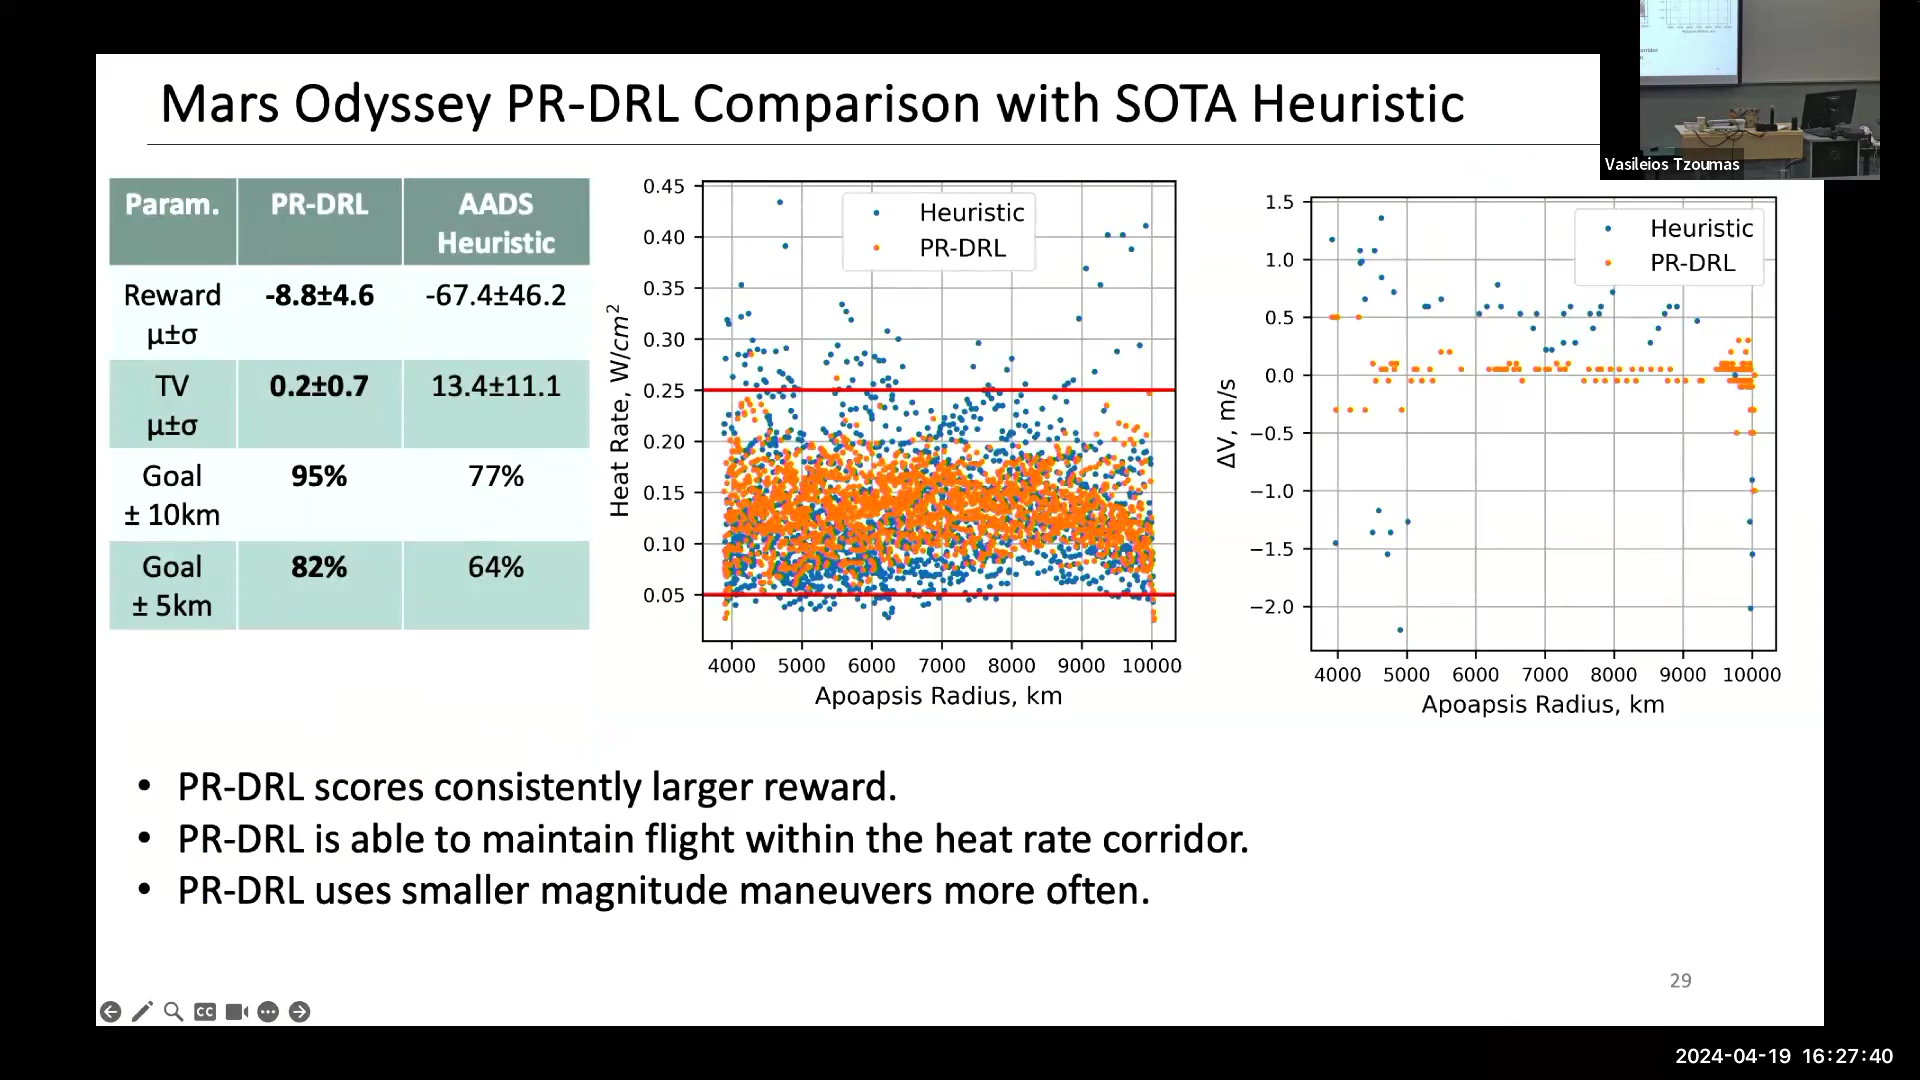 Mars Odyssey PR-DRL Comparison with SOTA Heuristic
Vasileios Tzoumas
Param. PR-DRL AADS Heuristic
Reward μ±σ -8.8±4.6 -67.4±46.2
TV μ±σ 0.2±0.7 13.4±11.1
Goal ± 10km 95% 77%
Goal ± 5km 82% 64%
Heat Rate, W/cm²
0.45
0.40
0.35
0.30
0.25
0.20
0.15
0.10
0.05
Heuristic
PR-DRL
4000 5000 6000 7000 8000 9000 10000
Apoapsis Radius, km
ΔV, m/s
1.5
1.0
0.5
0.0
−0.5
−1.0
−1.5
−2.0
Heuristic
PR-DRL
4000 5000 6000 7000 8000 9000 10000
Apoapsis Radius, km
• PR-DRL scores consistently larger reward.
• PR-DRL is able to maintain flight within the heat rate corridor.
• PR-DRL uses smaller magnitude maneuvers more often.
29
CC
2024-04-19 16:27:40